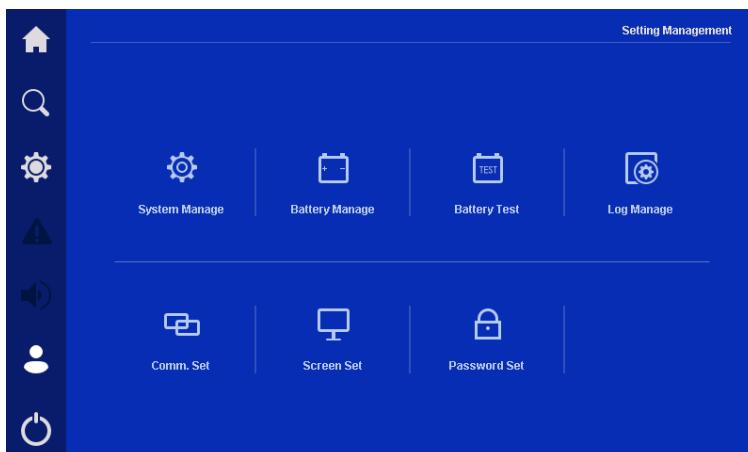 Setting Management
+ -
TEST
System Manage
Battery Manage
Battery Test
Log Manage
Comm. Set
Screen Set
Password Set